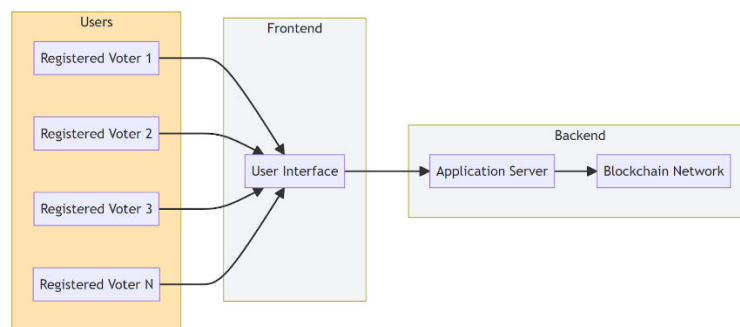 Users
Registered Voter 1
Registered Voter 2
Registered Voter 3
Registered Voter N
Frontend
User Interface
Backend
Application Server
Blockchain Network